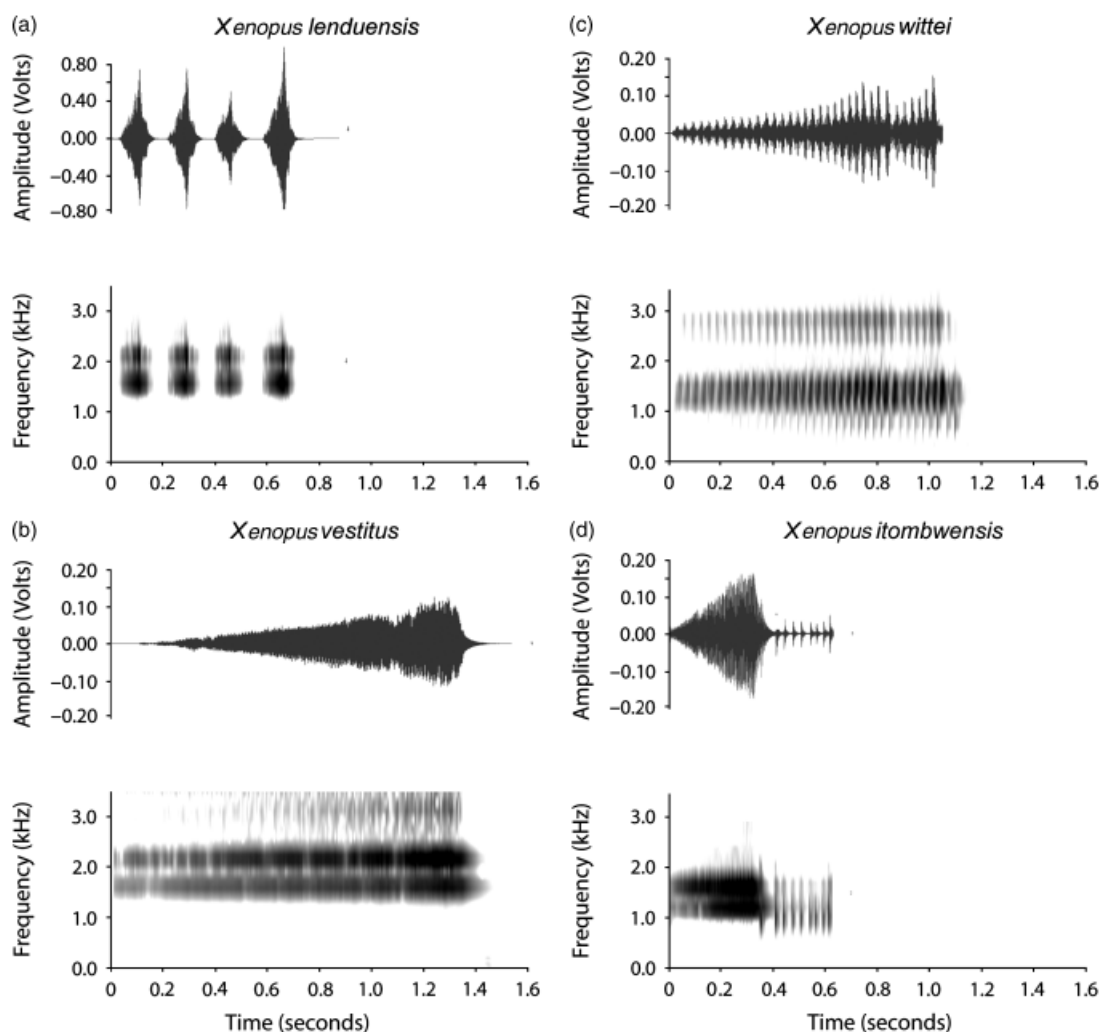 (a)
Xenopus lenduensis
Amplitude (Volts)
0.80
0.40
0.00
−0.40
−0.80
Frequency (kHz)
3.0
2.0
1.0
0.0
0 0.2 0.4 0.6 0.8 1.0 1.2 1.4 1.6
(b)
Xenopus vestitus
Amplitude (Volts)
0.20
0.10
0.00
−0.10
−0.20
Frequency (kHz)
3.0
2.0
1.0
0.0
0 0.2 0.4 0.6 0.8 1.0 1.2 1.4 1.6
Time (seconds)
(c)
Xenopus wittei
Amplitude (Volts)
0.20
0.10
0.00
−0.10
−0.20
Frequency (kHz)
3.0
2.0
1.0
0.0
0 0.2 0.4 0.6 0.8 1.0 1.2 1.4 1.6
(d)
Xenopus itombwensis
Amplitude (Volts)
0.20
0.10
0.00
−0.10
−0.20
Frequency (kHz)
3.0
2.0
1.0
0.0
0 0.2 0.4 0.6 0.8 1.0 1.2 1.4 1.6
Time (seconds)